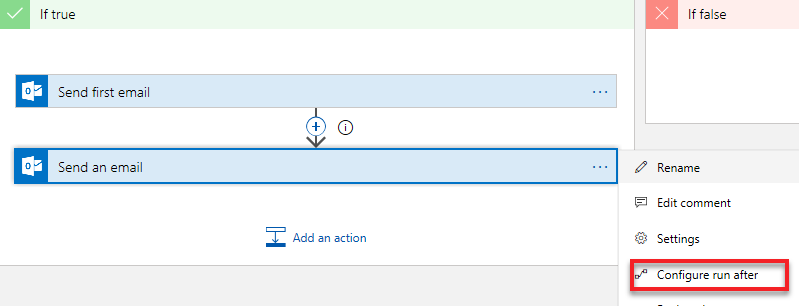 If true
If false
Send first email
Send an email
Add an action
Rename
Edit comment
Settings
Configure run after